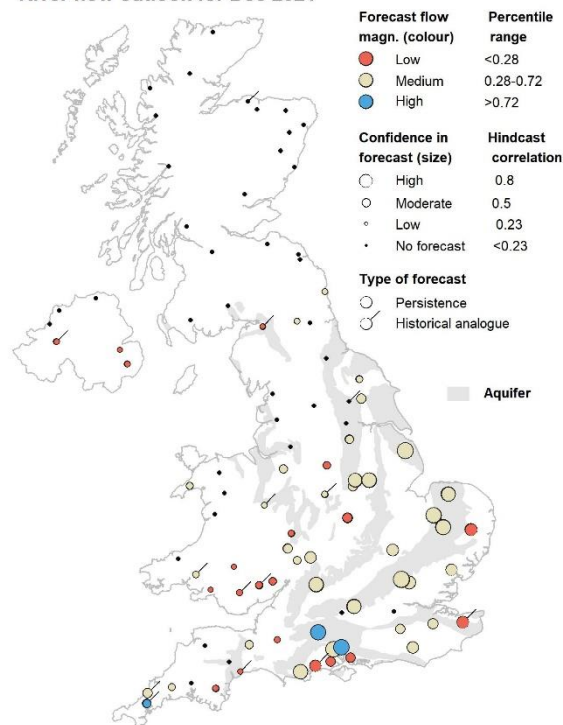 Forecast flow Percentile
magn. (colour) range
Low <0.28
Medium 0.28-0.72
High >0.72
Confidence in Hindcast
forecast (size) correlation
High 0.8
Moderate 0.5
Low 0.23
No forecast <0.23
Type of forecast
Persistence
Historical analogue
Aquifer